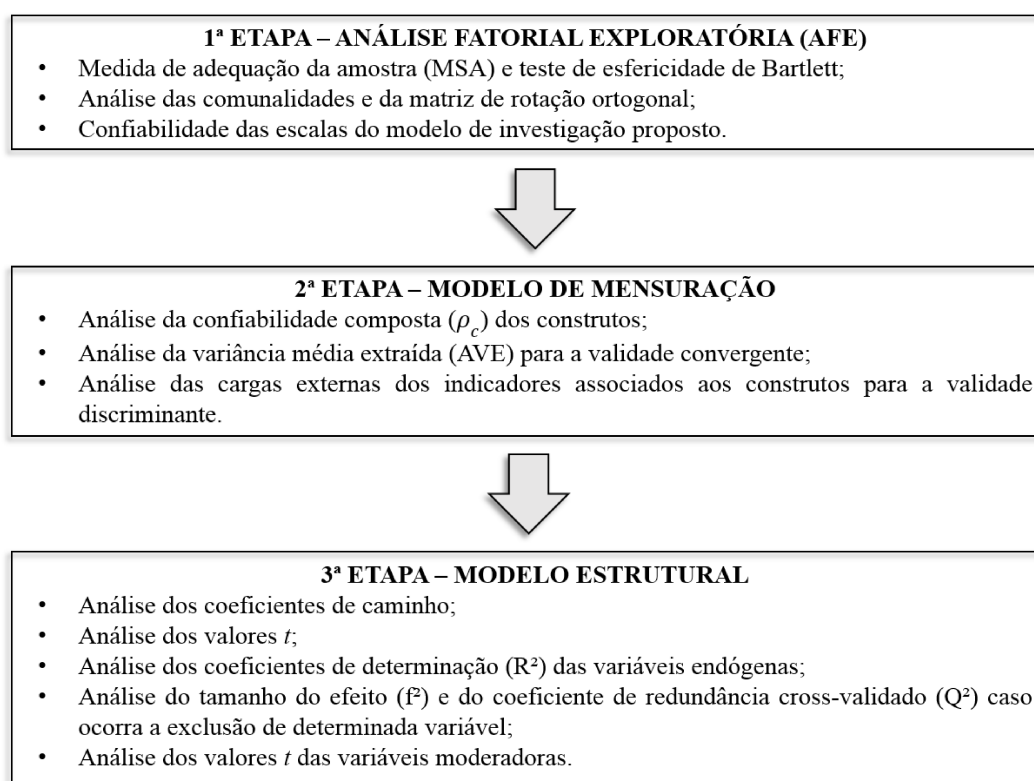 1ª ETAPA – ANÁLISE FATORIAL EXPLORATÓRIA (AFE)
• Medida de adequação da amostra (MSA) e teste de esfericidade de Bartlett;
• Análise das comunalidades e da matriz de rotação ortogonal;
• Confiabilidade das escalas do modelo de investigação proposto.
2ª ETAPA – MODELO DE MENSURAÇÃO
• Análise da confiabilidade composta (ρc) dos construtos;
• Análise da variância média extraída (AVE) para a validade convergente;
• Análise das cargas externas dos indicadores associados aos construtos para a validade
discriminante.
3ª ETAPA – MODELO ESTRUTURAL
• Análise dos coeficientes de caminho;
• Análise dos valores t;
• Análise dos coeficientes de determinação (R²) das variáveis endógenas;
• Análise do tamanho do efeito (f²) e do coeficiente de redundância cross-validado (Q²) caso
ocorra a exclusão de determinada variável;
• Análise dos valores t das variáveis moderadoras.